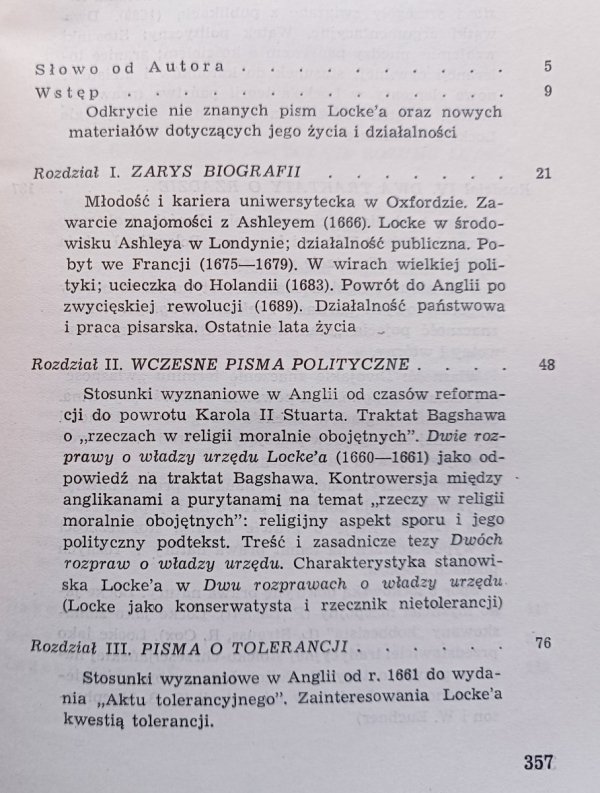 Słowo od Autora . . . . . . . . . . 5
Wstęp . . . . . . . . . . . . . . 9
Odkrycie nie znanych pism Locke'a oraz nowych
materiałów dotyczących jego życia i działalności
Rozdział I. ZARYS BIOGRAFII . . . . . . . 21
Młodość i kariera uniwersytecka w Oxfordzie. Za-
warcie znajomości z Ashleyem (1666). Locke w środo-
wisku Ashleya w Londynie; działalność publiczna. Po-
byt we Francji (1675—1679). W wirach wielkiej poli-
tyki; ucieczka do Holandii (1683). Powrót do Anglii po
zwycięskiej rewolucji (1689). Działalność państwowa
i praca pisarska. Ostatnie lata życia
Rozdział II. WCZESNE PISMA POLITYCZNE . . . . 48
Stosunki wyznaniowe w Anglii od czasów reforma-
cji do powrotu Karola II Stuarta. Traktat Bagshawa
o „rzeczach w religii moralnie obojętnych". Dwie roz-
prawy o władzy urzędu Locke'a (1660—1661) jako od-
powiedź na traktat Bagshawa. Kontrowersja między
anglikanami a purytanami na temat „rzeczy w religii
moralnie obojętnych": religijny aspekt sporu i jego
polityczny podtekst. Treść i zasadnicze tezy Dwóch
rozpraw o władzy urzędu. Charakterystyka stanowi-
ska Locke'a w Dwu rozprawach o władzy urzędu
(Locke jako konserwatysta i rzecznik nietolerancji)
Rozdział III. PISMA O TOLERANCJI . . . . . . 76
Stosunki wyznaniowe w Anglii od r. 1661 do wyda-
nia „Aktu tolerancyjnego". Zainteresowania Locke'a
kwestią tolerancji.
357